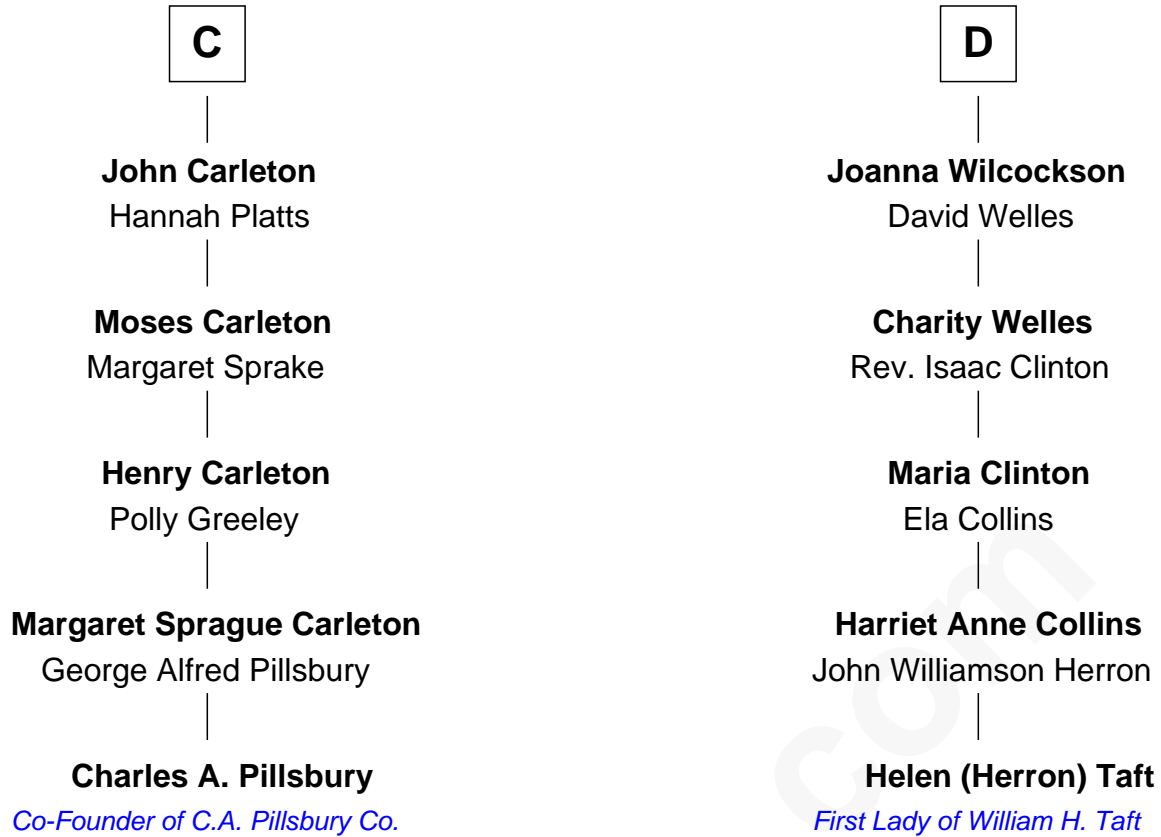 C
John Carleton
Hannah Platts
Moses Carleton
Margaret Sprake
Henry Carleton
Polly Greeley
Margaret Sprague Carleton
George Alfred Pillsbury
Charles A. Pillsbury
Co-Founder of C.A. Pillsbury Co.
D
Joanna Wilcockson
David Welles
Charity Welles
Rev. Isaac Clinton
Maria Clinton
Ela Collins
Harriet Anne Collins
John Williamson Herron
Helen (Herron) Taft
First Lady of William H. Taft
com